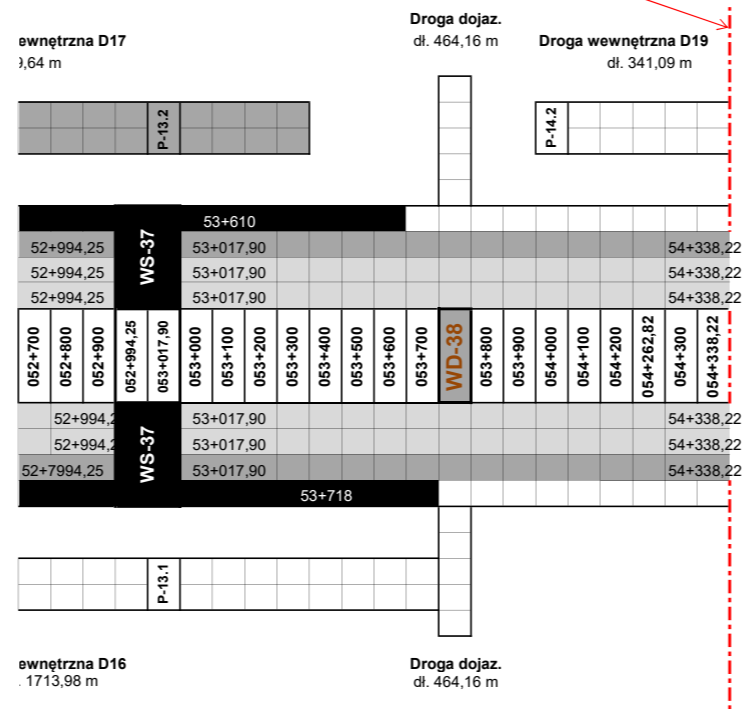 Droga dojaz.
ewnętrzna D17
dł. 464,16 m
Droga wewnętrzna D19
9,64 m
dł. 341,09 m
P-13.2
P-14.2
53+610
WS-37
52+994,25 53+017,90 54+338,22
52+994,25 53+017,90 54+338,22
52+994,25 53+017,90 54+338,22
052+700
052+800
052+900
052+994,25
053+017,90
053+000
053+100
053+200
053+300
053+400
053+500
053+600
053+700
WD-38
053+800
053+900
054+000
054+100
054+200
054+262,82
054+300
054+338,22
52+994,2 53+017,90 54+338,22
52+994,2 53+017,90 54+338,22
WS-37
52+7994,25 53+017,90 54+338,22
53+718
P-13.1
ewnętrzna D16
. 1713,98 m
Droga dojaz.
dł. 464,16 m